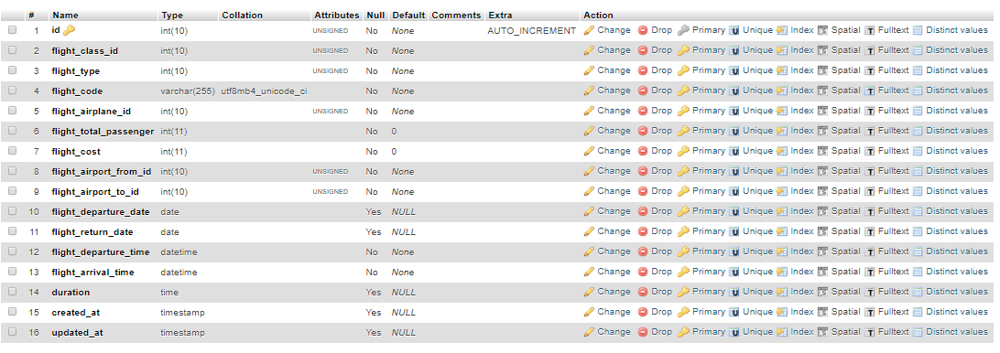 # Name Type Collation Attributes Null Default Comments Extra Action
1 id int(10) UNSIGNED No None AUTO_INCREMENT Change Drop Primary Unique Index Spatial Fulltext Distinct values
2 flight_class_id int(10) UNSIGNED No None Change Drop Primary Unique Index Spatial Fulltext Distinct values
3 flight_type int(10) UNSIGNED No None Change Drop Primary Unique Index Spatial Fulltext Distinct values
4 flight_code varchar(255) utf8mb4_unicode_ci No None Change Drop Primary Unique Index Spatial Fulltext Distinct values
5 flight_airplane_id int(10) UNSIGNED No None Change Drop Primary Unique Index Spatial Fulltext Distinct values
6 flight_total_passenger int(11) No 0 Change Drop Primary Unique Index Spatial Fulltext Distinct values
7 flight_cost int(11) No 0 Change Drop Primary Unique Index Spatial Fulltext Distinct values
8 flight_airport_from_id int(10) UNSIGNED No None Change Drop Primary Unique Index Spatial Fulltext Distinct values
9 flight_airport_to_id int(10) UNSIGNED No None Change Drop Primary Unique Index Spatial Fulltext Distinct values
10 flight_departure_date date Yes NULL Change Drop Primary Unique Index Spatial Fulltext Distinct values
11 flight_return_date date Yes NULL Change Drop Primary Unique Index Spatial Fulltext Distinct values
12 flight_departure_time datetime No None Change Drop Primary Unique Index Spatial Fulltext Distinct values
13 flight_arrival_time datetime No None Change Drop Primary Unique Index Spatial Fulltext Distinct values
14 duration time Yes NULL Change Drop Primary Unique Index Spatial Fulltext Distinct values
15 created_at timestamp Yes NULL Change Drop Primary Unique Index Spatial Fulltext Distinct values
16 updated_at timestamp Yes NULL Change Drop Primary Unique Index Spatial Fulltext Distinct values